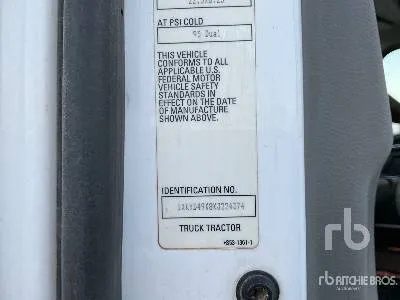 AT PSI COLD
95 Dual
THIS VEHICLE
CONFORMS TO ALL
APPLICABLE U.S.
FEDERAL MOTOR
VEHICLE SAFETY
STANDARDS IN
EFFECT ON THE DATE
OF MANUFACTURE
SHOWN ABOVE.
IDENTIFICATION NO.
TRUCK TRACTOR
rb
rb
RITCHIE BROS.